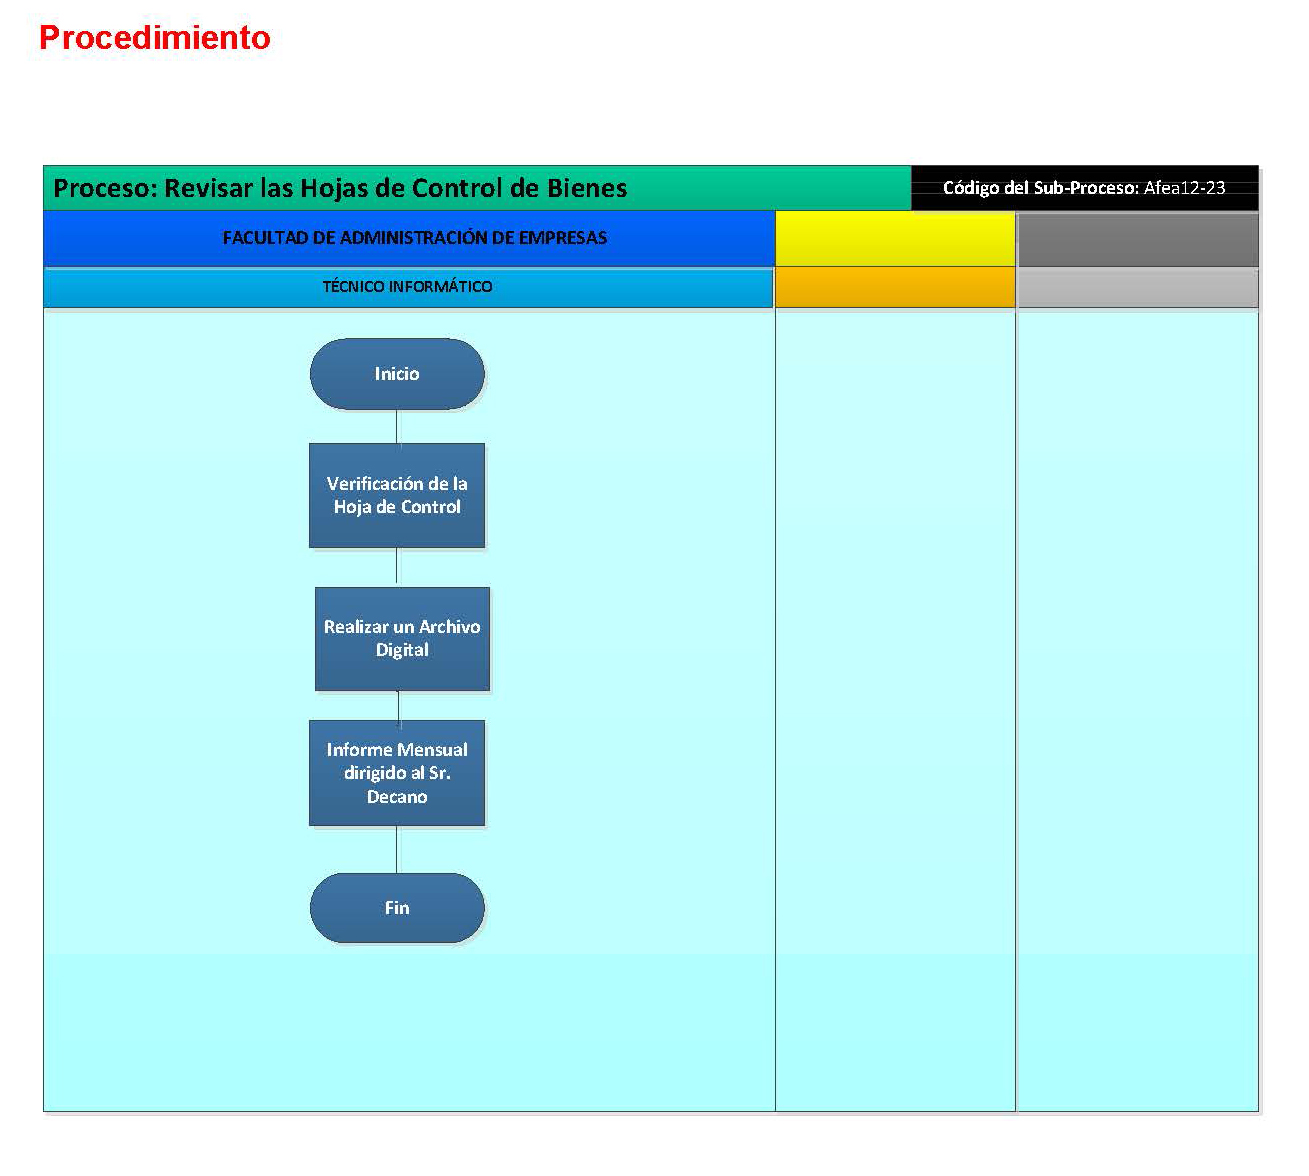 Procedimiento
Proceso: Revisar las Hojas de Control de Bienes
Código del Sub-Proceso: Afea12-23
FACULTAD DE ADMINISTRACIÓN DE EMPRESAS
TÉCNICO INFORMÁTICO
Inicio
Verificación de la
Hoja de Control
Realizar un Archivo
Digital
Informe Mensual
dirigido al Sr.
Decano
Fin